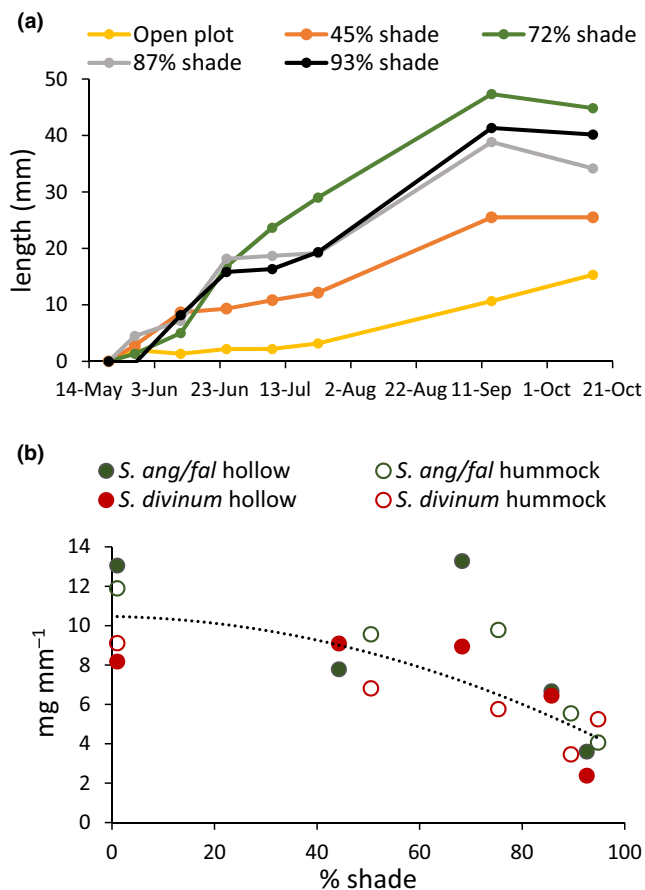 (a)
Open plot 45% shade 72% shade
87% shade 93% shade
50
40
30
20
10
0
length (mm)
14-May 3-Jun 23-Jun 13-Jul 2-Aug 22-Aug 11-Sep 1-Oct 21-Oct
(b)
S. ang/fal hollow S. ang/fal hummock
S. divinum hollow S. divinum hummock
14
12
10
8
6
4
2
0
mg mm⁻¹
0 20 40 60 80 100
% shade